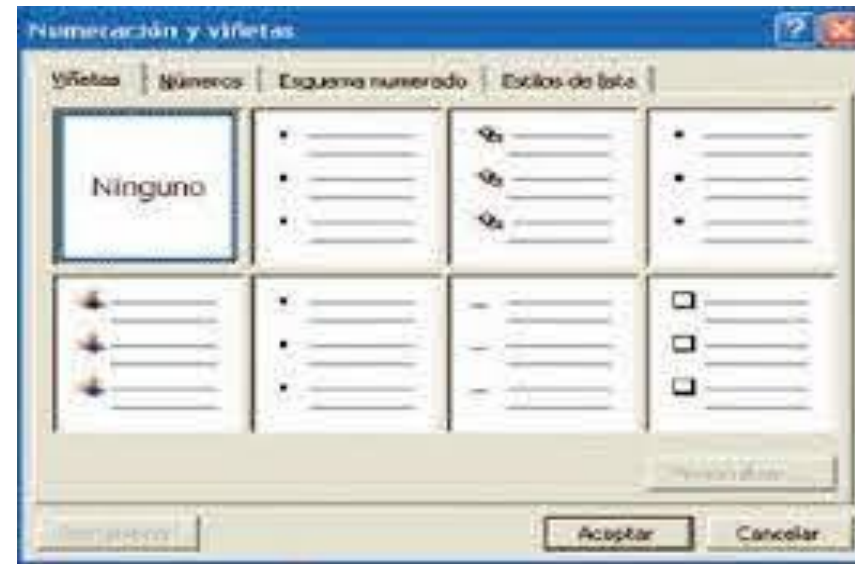 Numeración y viñetas
Viñetas Números Esquema numerado Estilos de lista
Ninguno
Aceptar Cancelar